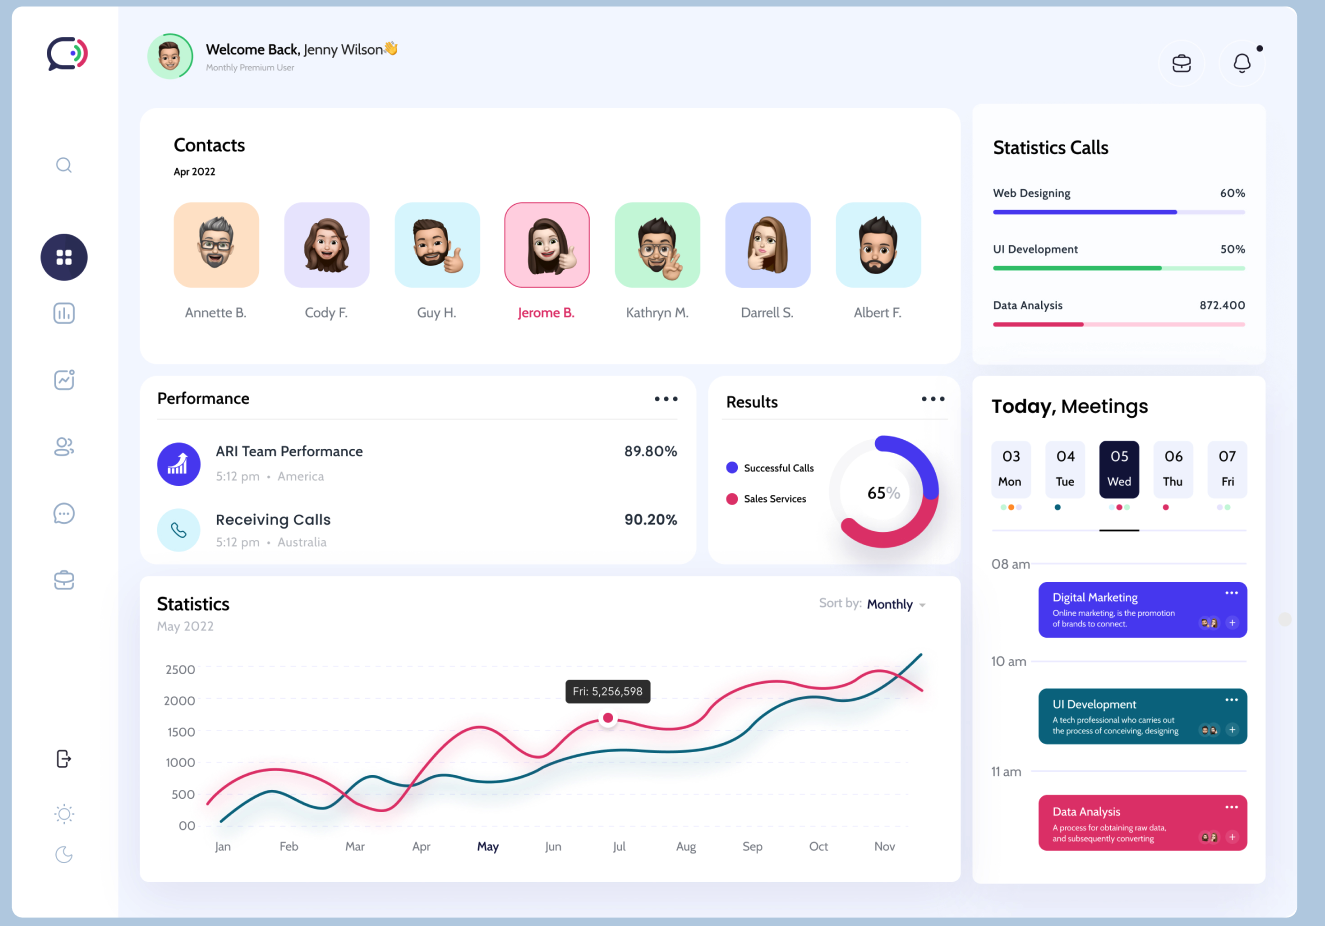 Welcome Back, Jenny Wilson👋
Monthly Premium User
Contacts
Apr 2022
Annette B.
Cody F.
Guy H.
Jerome B.
Kathryn M.
Darrell S.
Albert F.
Statistics Calls
Web Designing 60%
UI Development 50%
Data Analysis 872.400
Performance
ARI Team Performance 89.80%
5:12 pm • America
Receiving Calls 90.20%
5:12 pm • Australia
Results
Successful Calls
Sales Services
65%
Statistics
May 2022
Sort by: Monthly
2500
2000
1500
1000
500
00
Fri: 5,256,598
Jan Feb Mar Apr May Jun Jul Aug Sep Oct Nov
Today, Meetings
03 04 05 06 07
Mon Tue Wed Thu Fri
08 am
Digital Marketing
Online marketing, is the promotion
of brands to connect.
10 am
UI Development
A tech professional who carries out
the process of conceiving, designing
11 am
Data Analysis
A process for obtaining raw data,
and subsequently converting